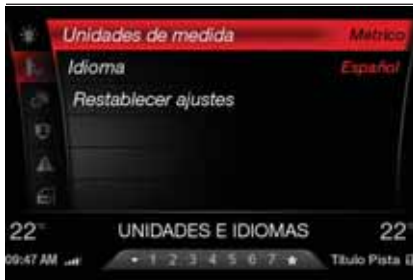 Unidades de medida Métrico
Idioma Español
Restablecer ajustes
22° UNIDADES E IDIOMAS 22°
09:47 AM 1 2 3 4 5 6 7 Título Pista